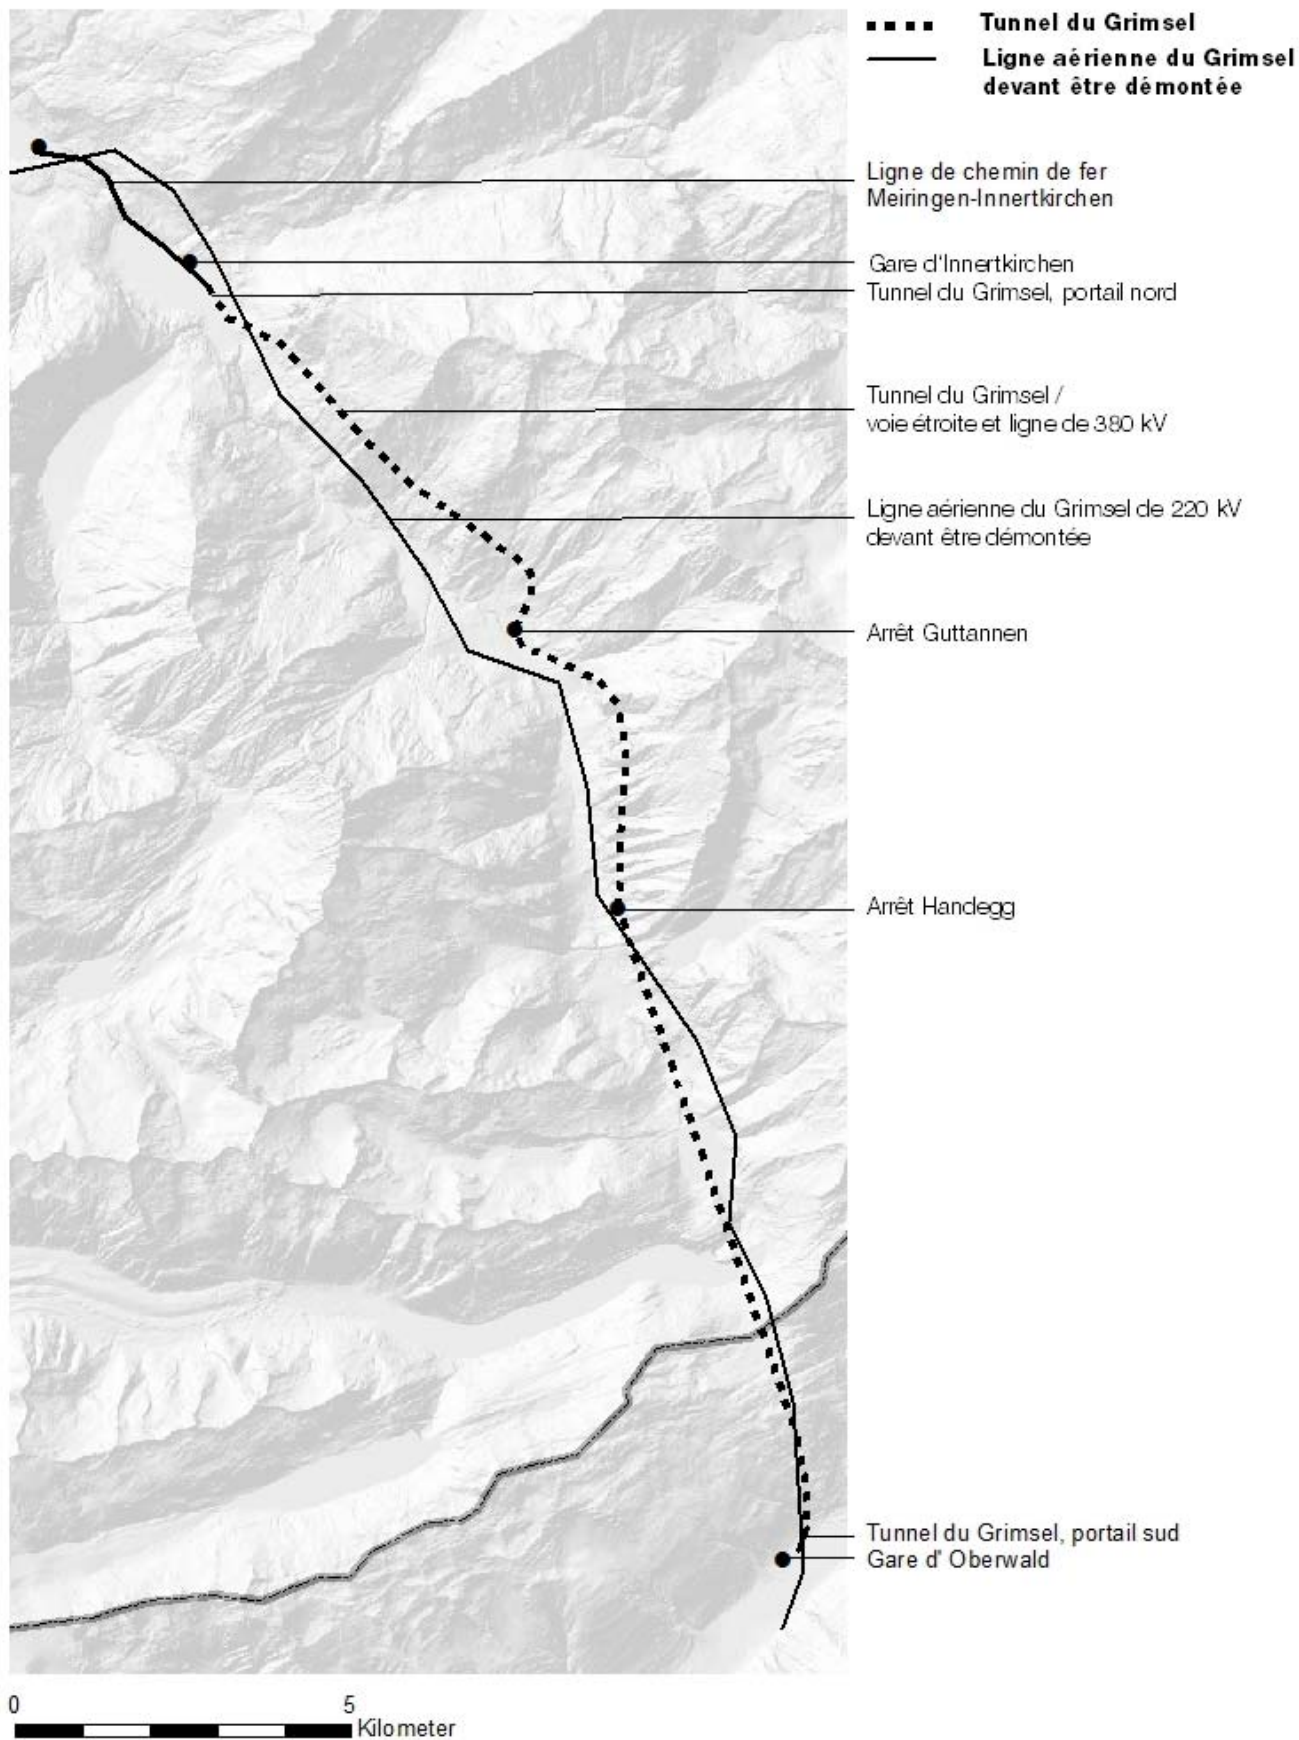 Tunnel du Grimsel
Ligne aérienne du Grimsel
devant être démontée
Ligne de chemin de fer
Meiringen-Innertkirchen
Gare d'Innertkirchen
Tunnel du Grimsel, portail nord
Tunnel du Grimsel /
voie étroite et ligne de 380 kV
Ligne aérienne du Grimsel de 220 kV
devant être démontée
Arrêt Guttannen
Arrêt Handegg
Tunnel du Grimsel, portail sud
Gare d' Oberwald
0 5
Kilometer